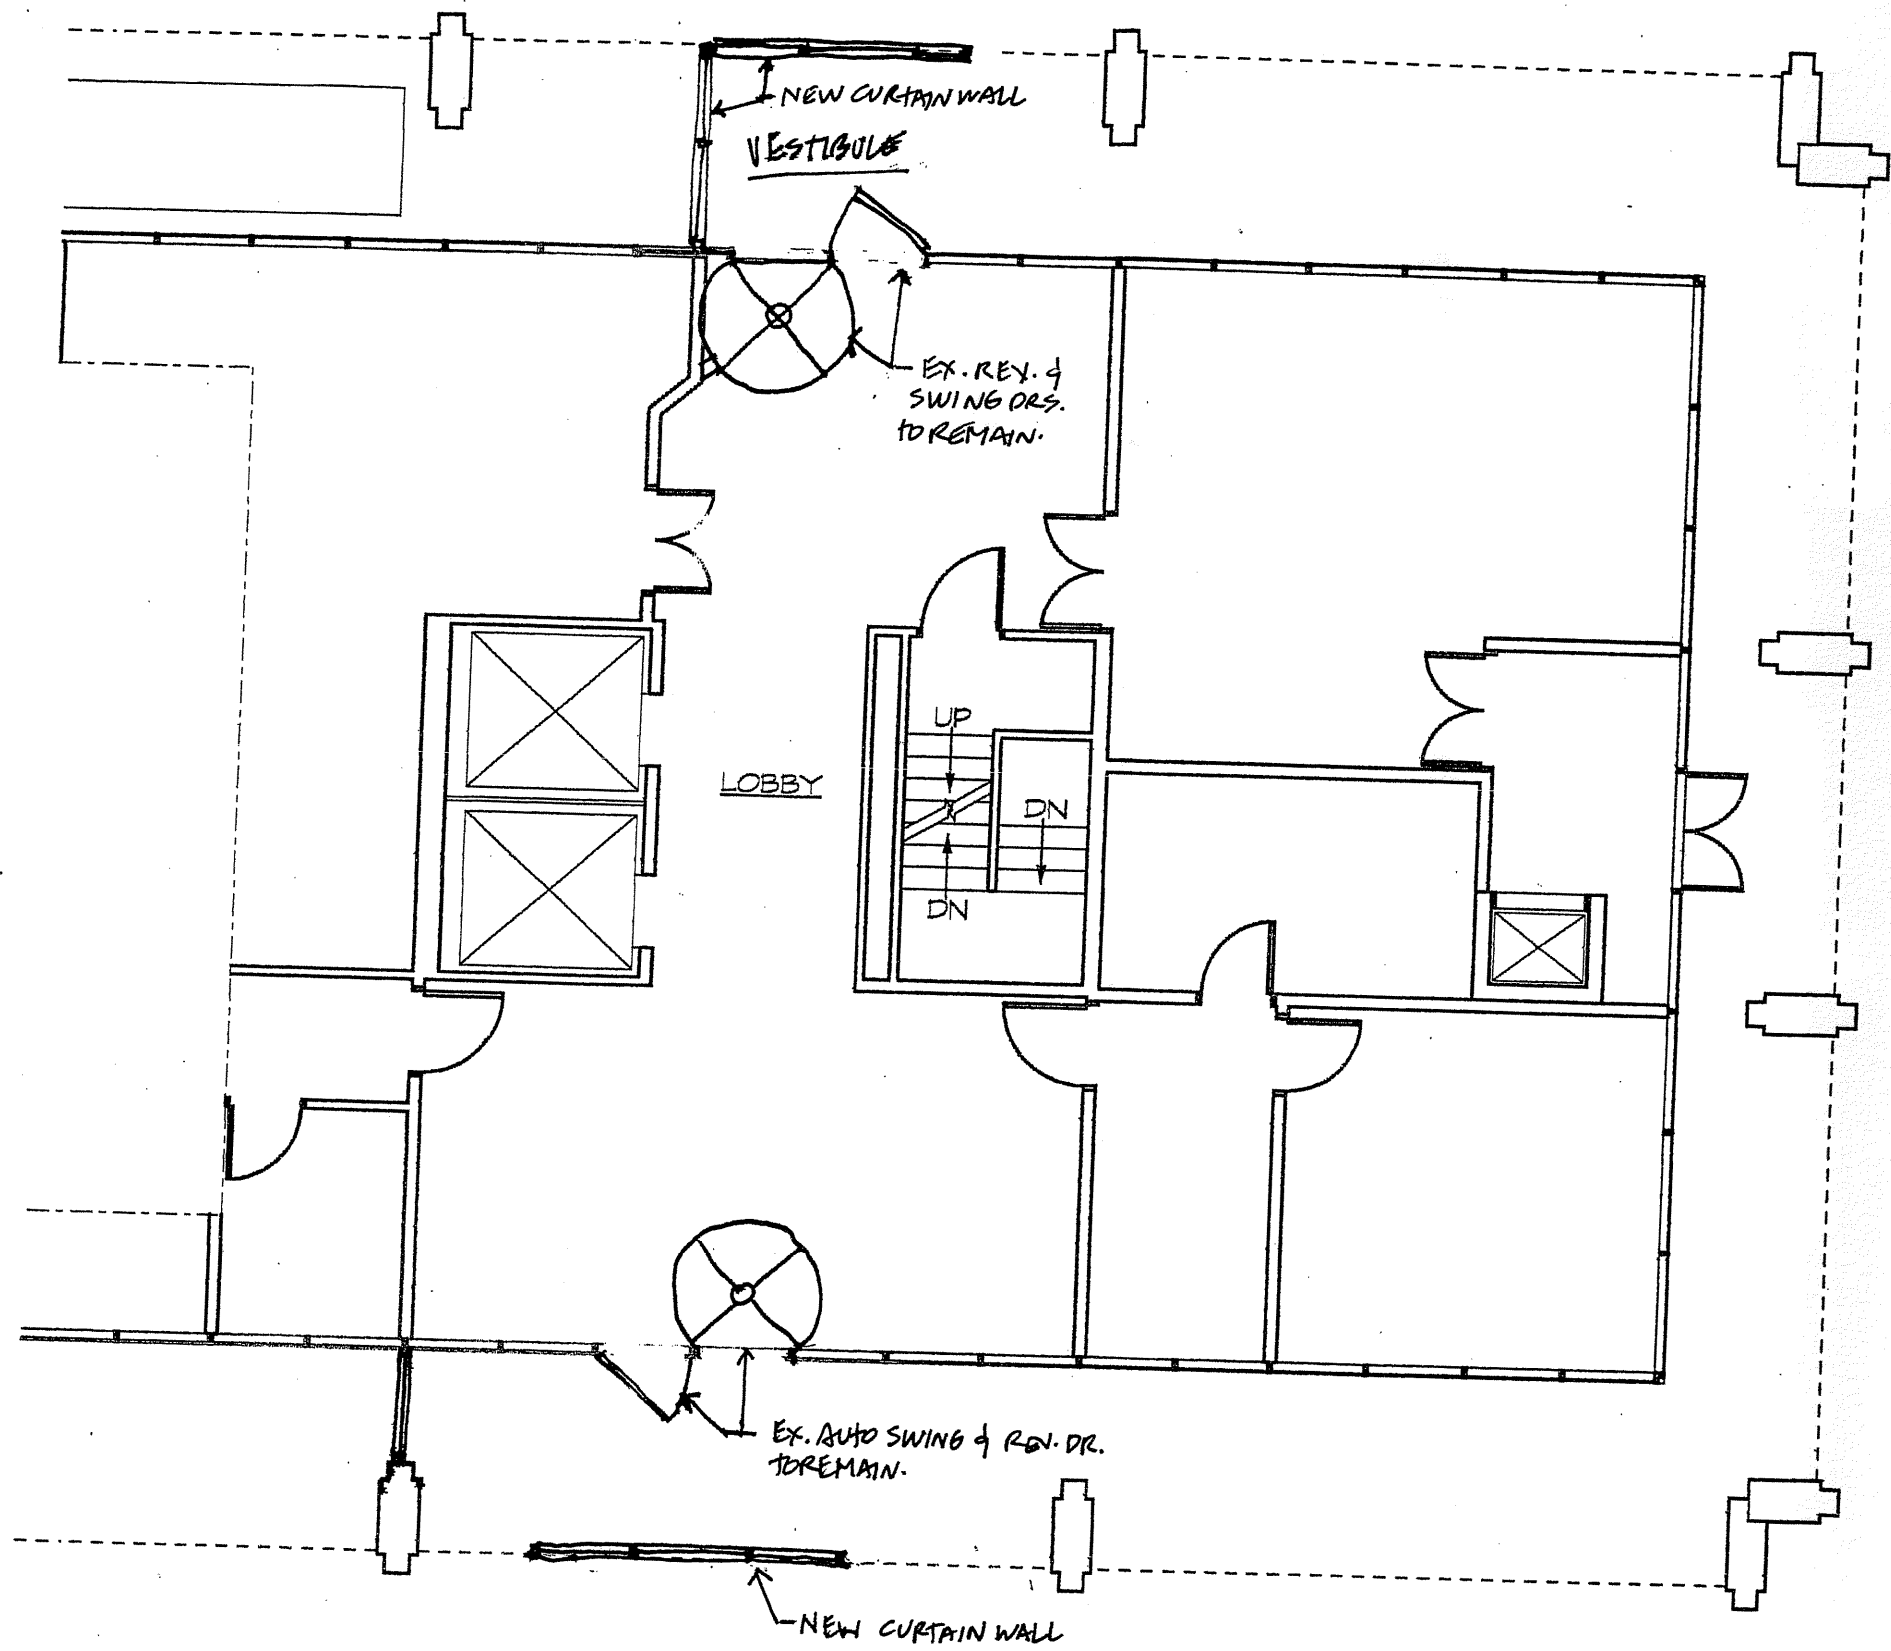 NEW CURTAIN WALL
VESTIBULE
EX. REV. &
SWING DRS.
TO REMAIN.
UP
LOBBY
DN
DN
EX. AUTO SWING & REV. DR.
TO REMAIN.
NEW CURTAIN WALL